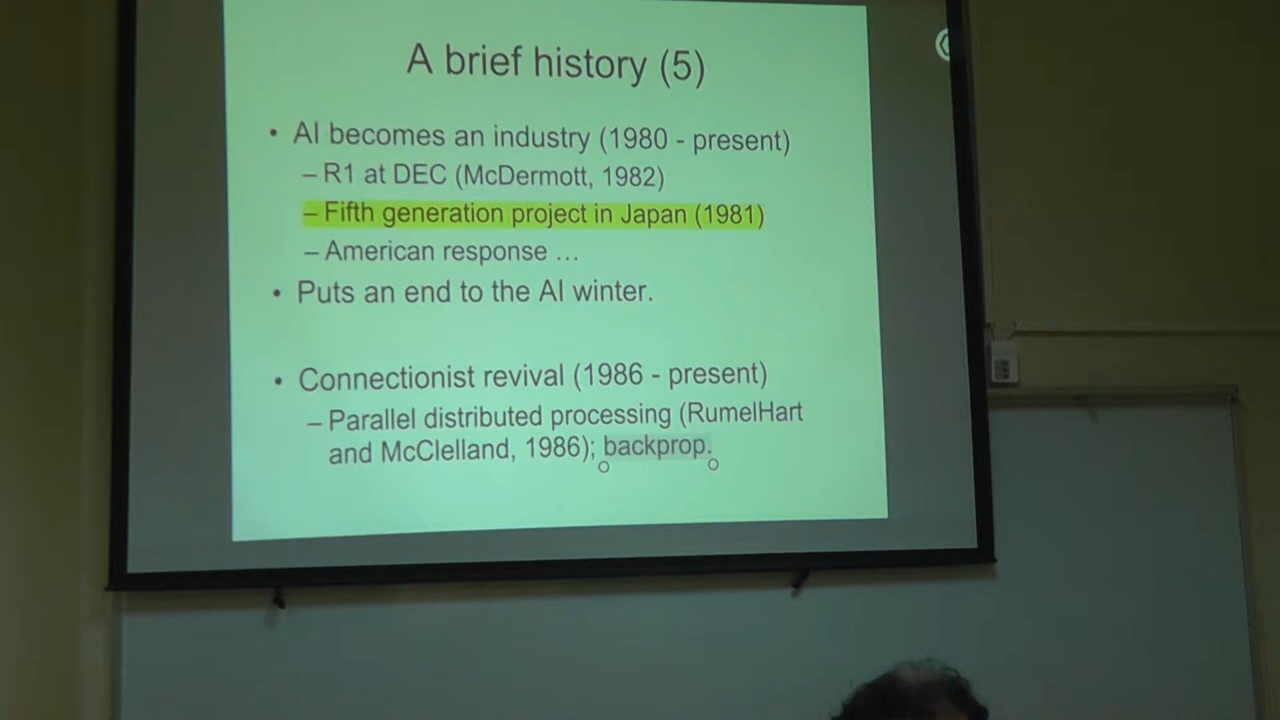 A brief history (5)
• AI becomes an industry (1980 - present)
– R1 at DEC (McDermott, 1982)
– Fifth generation project in Japan (1981)
– American response ...
• Puts an end to the AI winter.
• Connectionist revival (1986 - present)
– Parallel distributed processing (RumelHart
and McClelland, 1986); backprop.